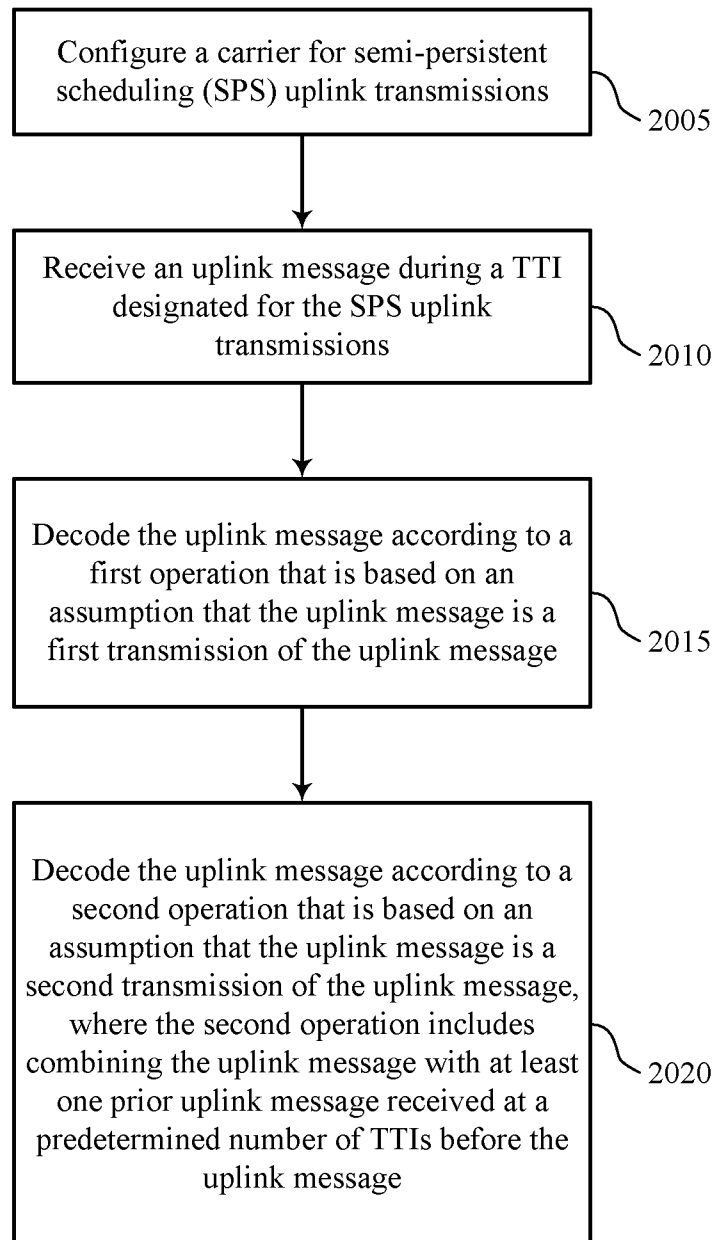 Configure a carrier for semi-persistent
scheduling (SPS) uplink transmissions
2005
Receive an uplink message during a TTI
designated for the SPS uplink
transmissions
2010
Decode the uplink message according to a
first operation that is based on an
assumption that the uplink message is a
first transmission of the uplink message
2015
Decode the uplink message according to a
second operation that is based on an
assumption that the uplink message is a
second transmission of the uplink message,
where the second operation includes
combining the uplink message with at least
one prior uplink message received at a
predetermined number of TTIs before the
uplink message
2020